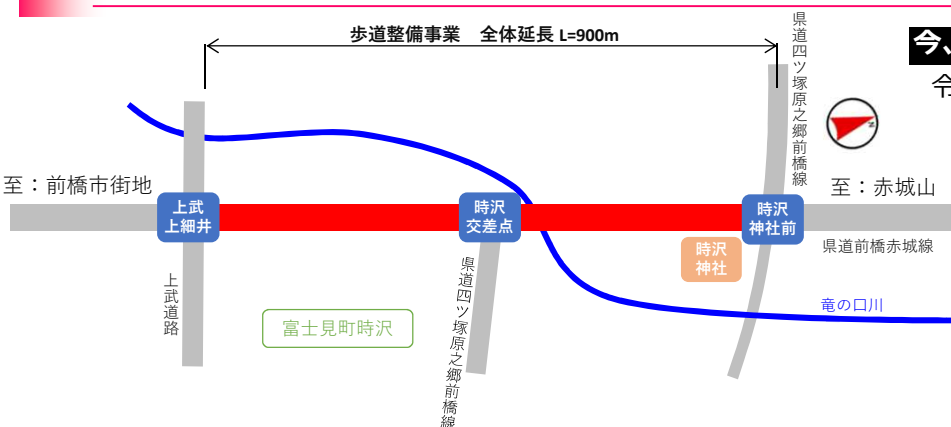 歩道整備事業　全体延長 L=900m
県道四ツ塚原之郷前橋線
今、
令
N
至：前橋市街地
至：赤城山
上武
上細井
時沢
交差点
時沢
神社前
時沢
神社
県道前橋赤城線
上武道路
県道四ツ塚原之郷前橋線
富士見町時沢
竜の口川